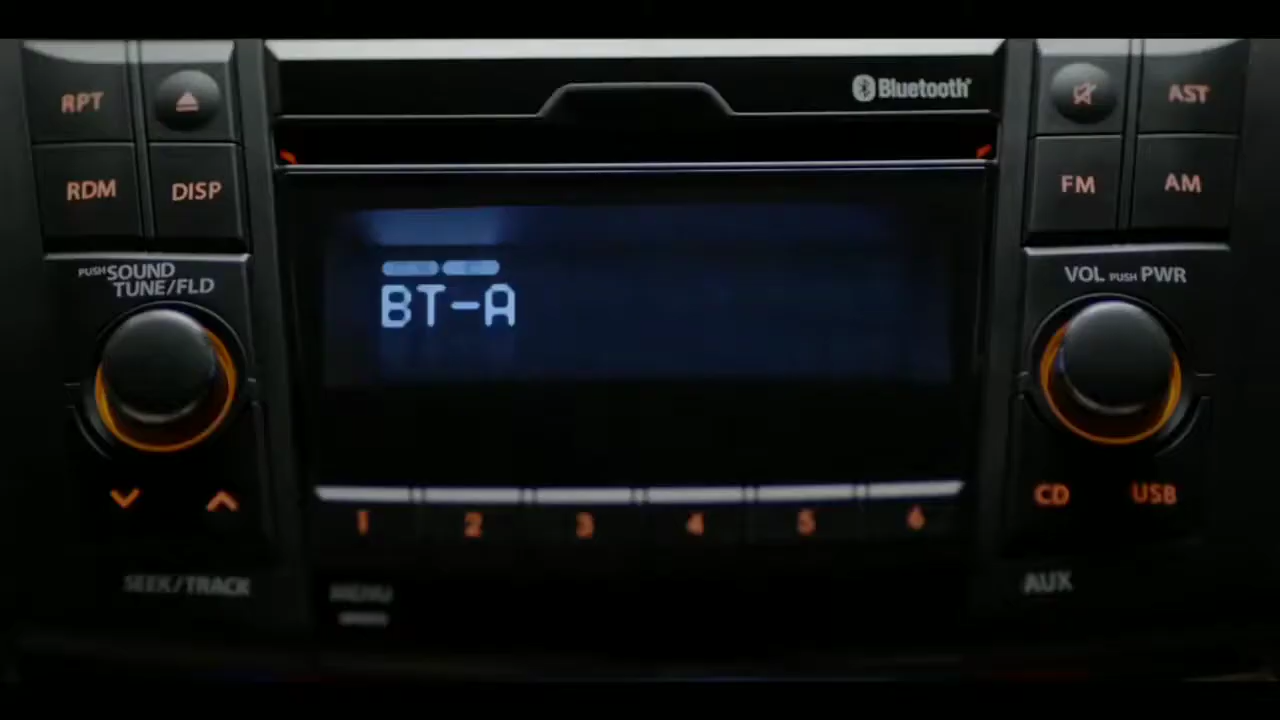 RPT
Bluetooth
AST
RDM
DISP
FM
AM
PUSH SOUND
TUNE/FLD
VOL PUSH PWR
BT-A
1 2 3 4 5 6
CD
USB
SEEK/TRACK
MENU
AUX